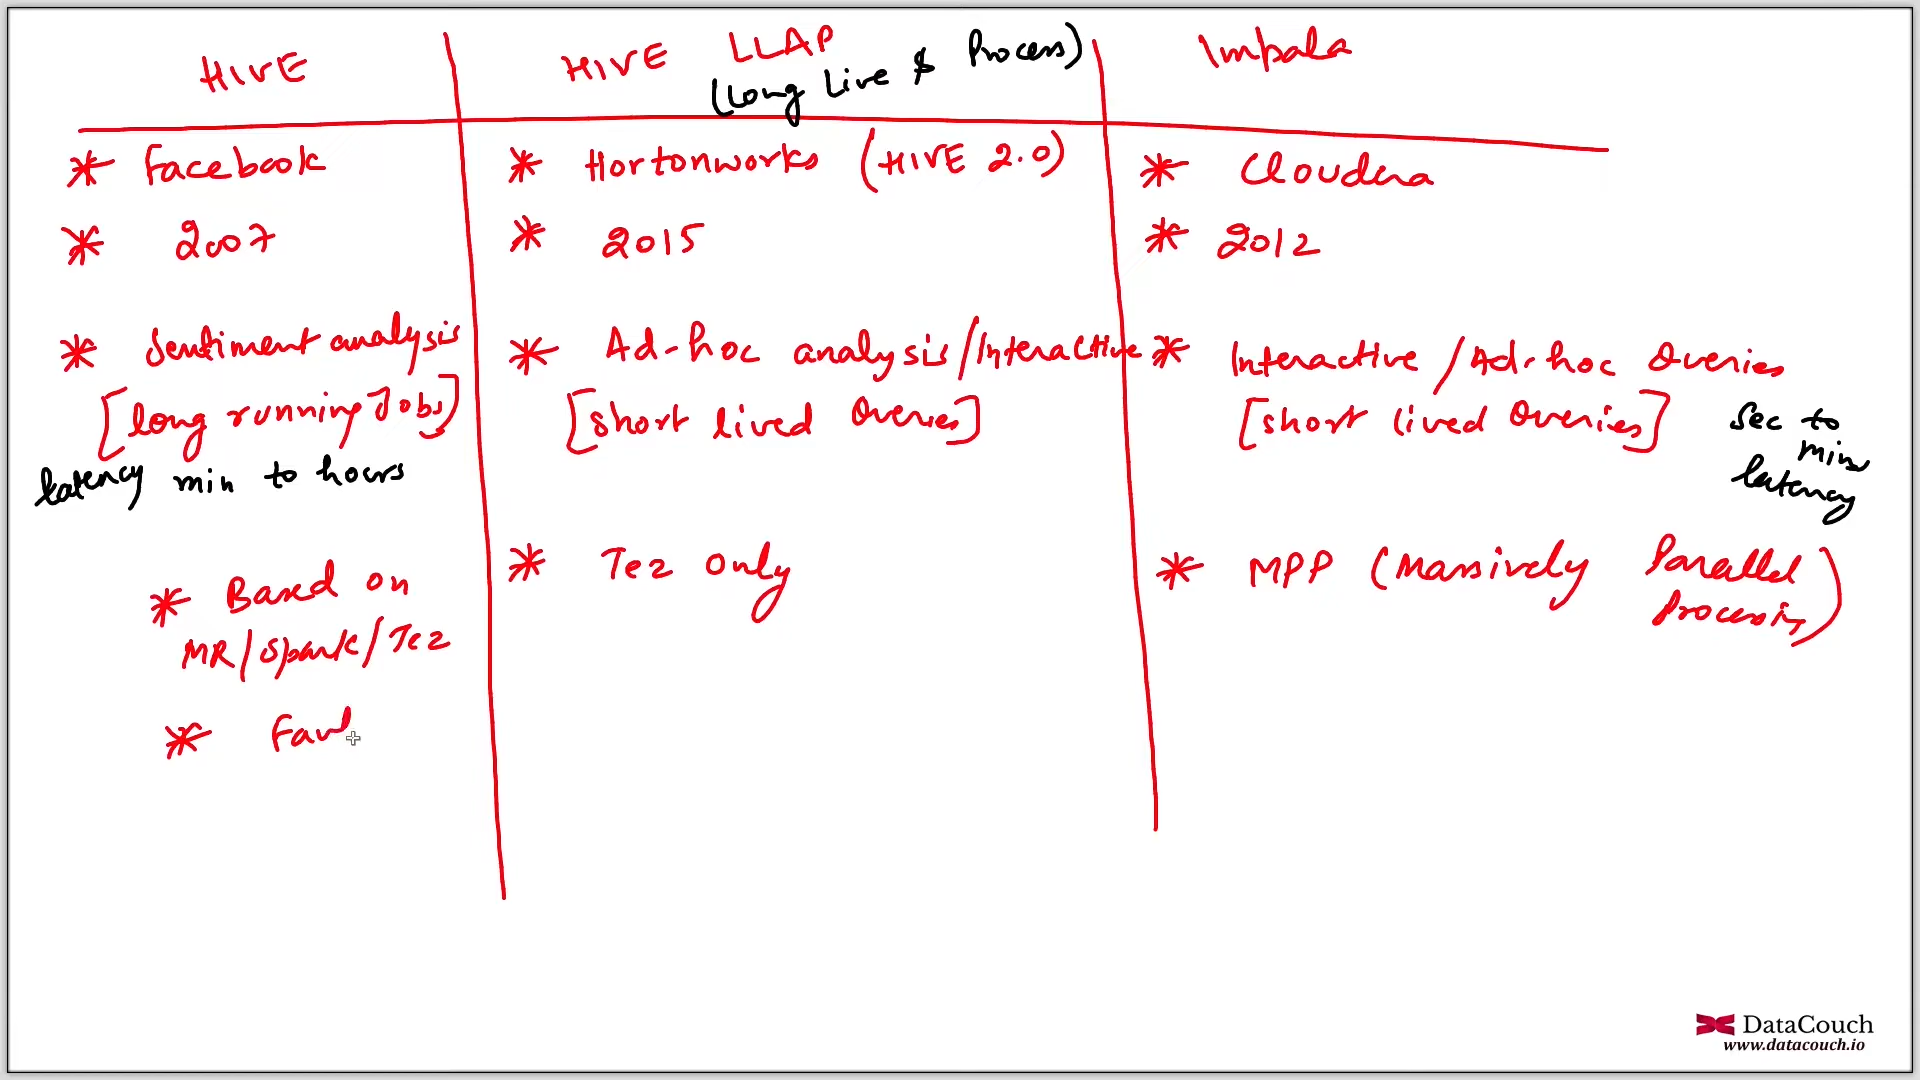 HIVE
HIVE LLAP
(Long Live & Process)
Impala
* Facebook
* Hortonworks (HIVE 2.0)
* Cloudera
* 2007
* 2015
* 2012
* Sentiment analysis
[long running Jobs]
latency min to hours
* Ad-hoc analysis/Interactive
[short lived Queries]
* Interactive/Ad-hoc Queries
[short lived Queries]
Sec to
min
latency
* Based on
MR/Spark/Tez
* Tez Only
* MPP (Massively Parallel
Processing)
* Faul
DataCouch
www.datacouch.io